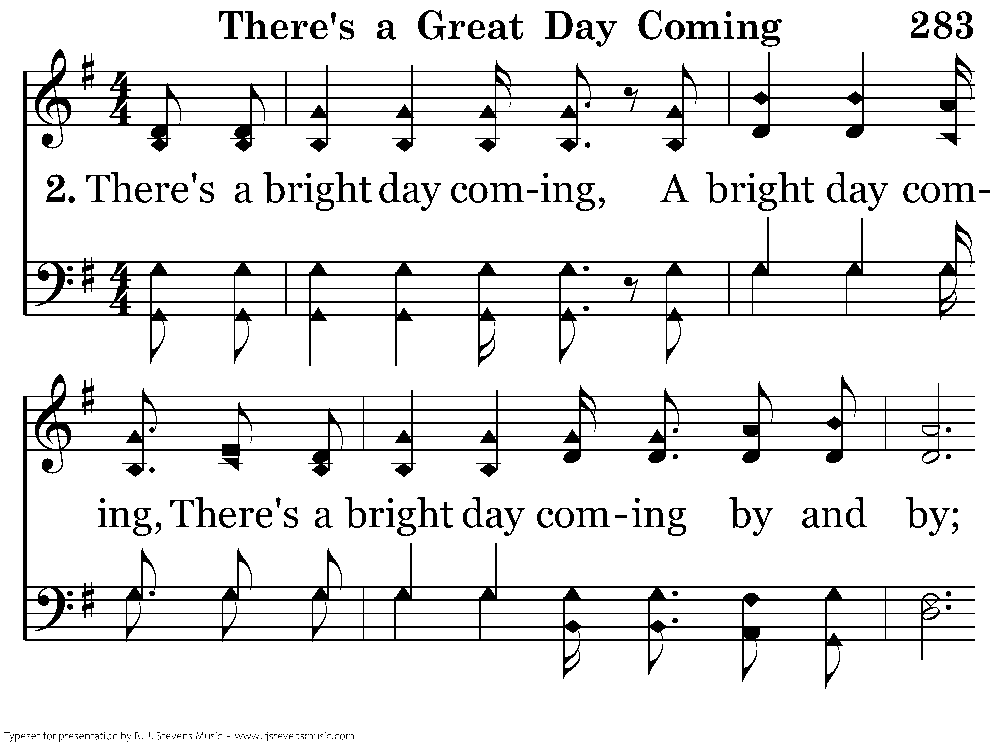 There's a Great Day Coming 283
2. There's a bright day com-ing, A bright day com-
ing, There's a bright day com-ing by and by;
Typeset for presentation by R. J. Stevens Music - www.rjstevensmusic.com